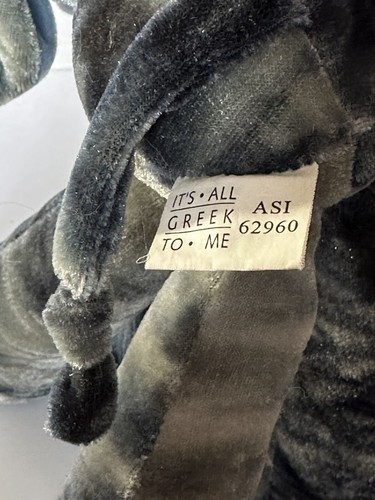 IT'S • ALL
GREEK
TO • ME
ASI
62960